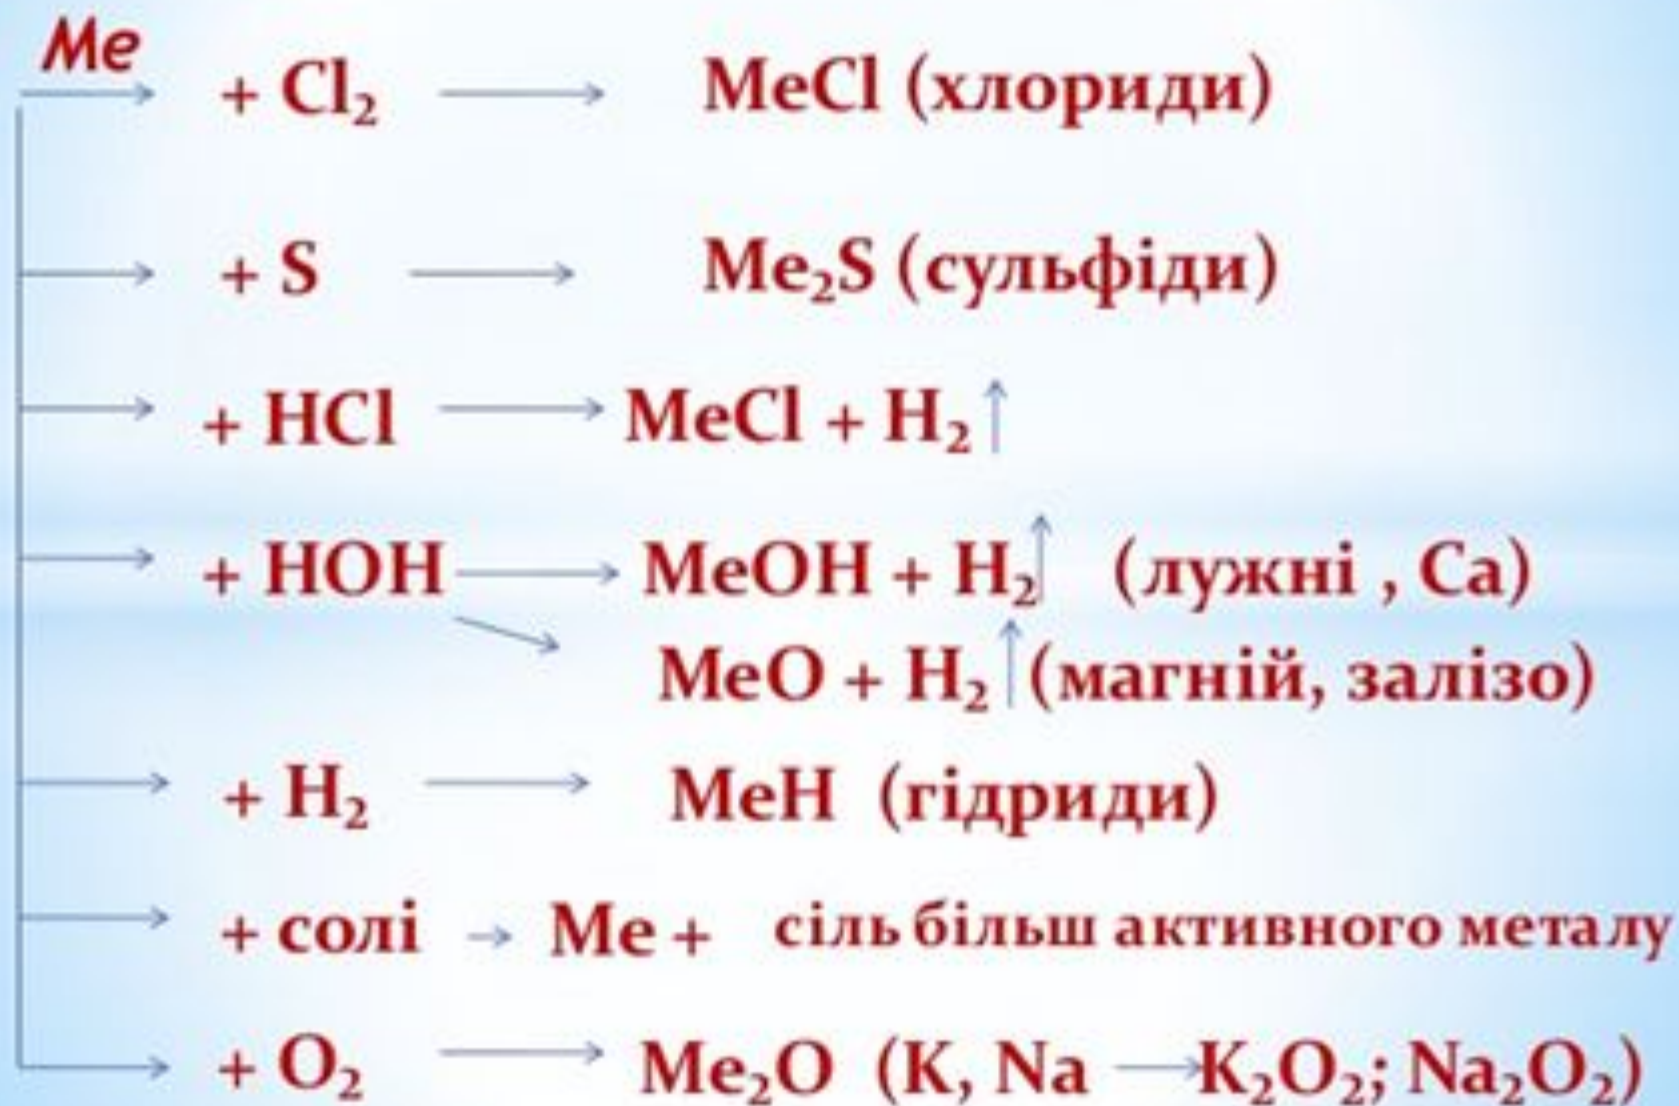 Me
+ Cl₂ → MeCl (хлориди)
+ S → Me₂S (сульфіди)
+ HCl → MeCl + H₂↑
+ HOH → MeOH + H₂↑ (лужні , Ca)
MeO + H₂↑ (магній, залізо)
+ H₂ → MeH (гідриди)
+ солі → Me + сіль більш активного металу
+ O₂ → Me₂O (K, Na → K₂O₂; Na₂O₂)